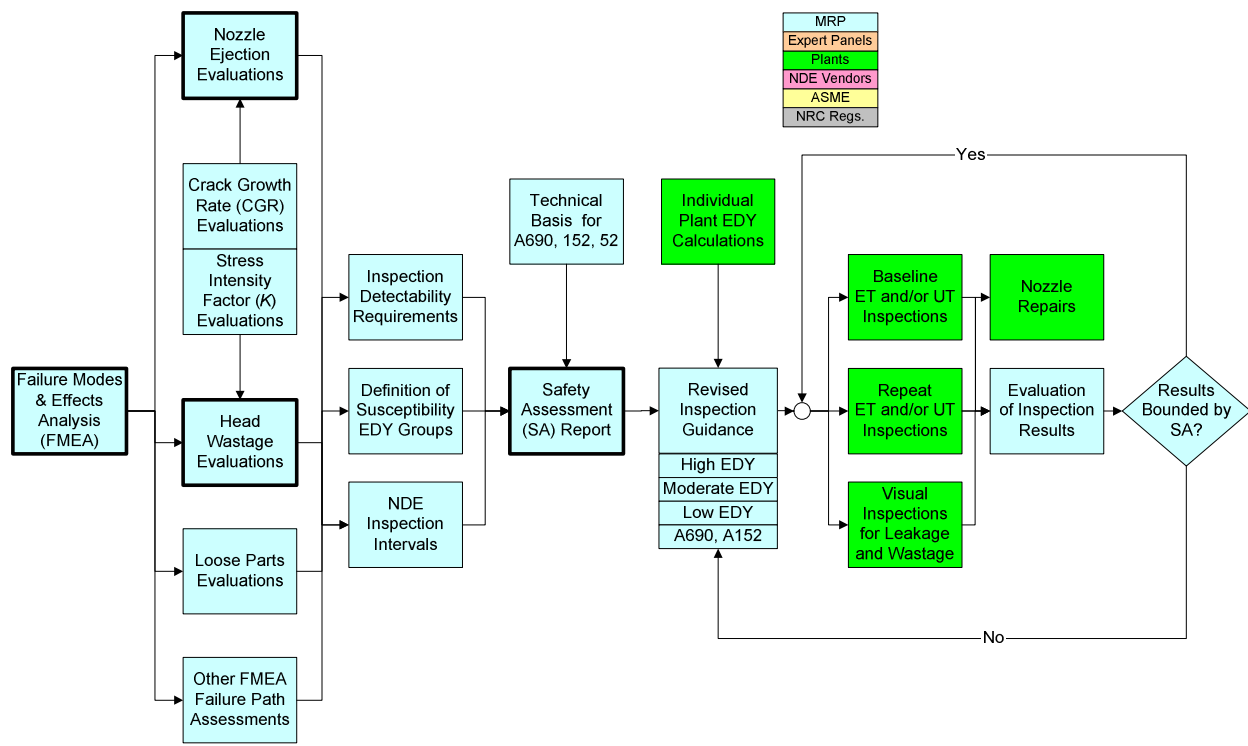 Nozzle
Ejection
Evaluations
MRP
Expert Panels
Plants
NDE Vendors
ASME
NRC Regs.
Crack Growth
Rate (CGR)
Evaluations
Stress
Intensity
Factor (K)
Evaluations
Failure Modes
& Effects
Analysis
(FMEA)
Head
Wastage
Evaluations
Loose Parts
Evaluations
Other FMEA
Failure Path
Assessments
Inspection
Detectability
Requirements
Definition of
Susceptibility
EDY Groups
NDE
Inspection
Intervals
Technical
Basis for
A690, 152, 52
Safety
Assessment
(SA) Report
Individual
Plant EDY
Calculations
Revised
Inspection
Guidance
High EDY
Moderate EDY
Low EDY
A690, A152
Yes
Baseline
ET and/or UT
Inspections
Repeat
ET and/or UT
Inspections
Visual
Inspections
for Leakage
and Wastage
Nozzle
Repairs
Evaluation
of Inspection
Results
Results
Bounded by
SA?
No